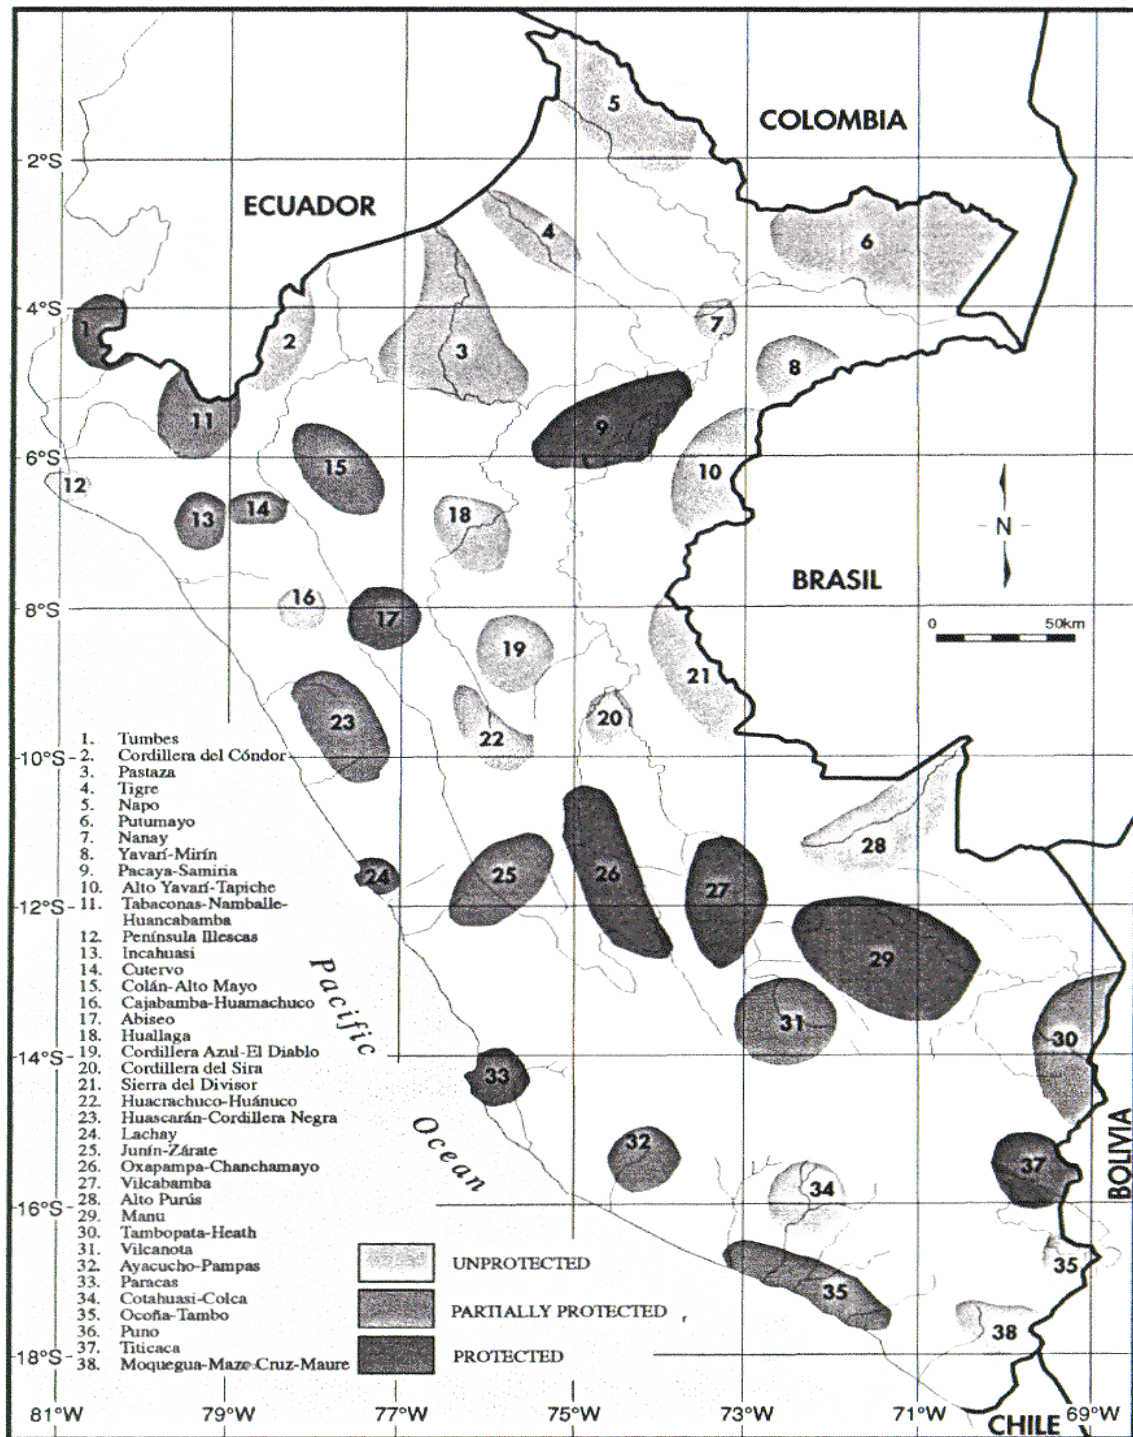 COLOMBIA
ECUADOR
BRASIL
BOLIVIA
CHILE
Pacific
Ocean
N
0 50km
2°S
4°S
6°S
8°S
10°S
12°S
14°S
16°S
18°S
81°W 79°W 77°W 75°W 73°W 71°W 69°W
5
4
6
3
7
2
1
8
9
11
10
15
12
18
13
14
16
17
19
21
20
23
22
28
25
26
24
27
29
31
30
33
32
37
34
35
35
38
1. Tumbes
2. Cordillera del Cóndor
3. Pastaza
4. Tigre
5. Napo
6. Putumayo
7. Nanay
8. Yavarí-Mirín
9. Pacaya-Samiria
10. Alto Yavarí-Tapiche
11. Tabaconas-Namballe-
Huancabamba
12. Península Illescas
13. Incahuasi
14. Cutervo
15. Colán-Alto Mayo
16. Cajabamba-Huamachuco
17. Abiseo
18. Huallaga
19. Cordillera Azul-El Diablo
20. Cordillera del Sira
21. Sierra del Divisor
22. Huacrachuco-Huánuco
23. Huascarán-Cordillera Negra
24. Lachay
25. Junín-Zárate
26. Oxapampa-Chanchamayo
27. Vilcabamba
28. Alto Purús
29. Manu
30. Tambopata-Heath
31. Vilcanota
32. Ayacucho-Pampas
33. Paracas
34. Cotahuasi-Colca
35. Ocoña-Tambo
36. Puno
37. Titicaca
38. Moquegua-Maze Cruz-Maure
UNPROTECTED
PARTIALLY PROTECTED
PROTECTED